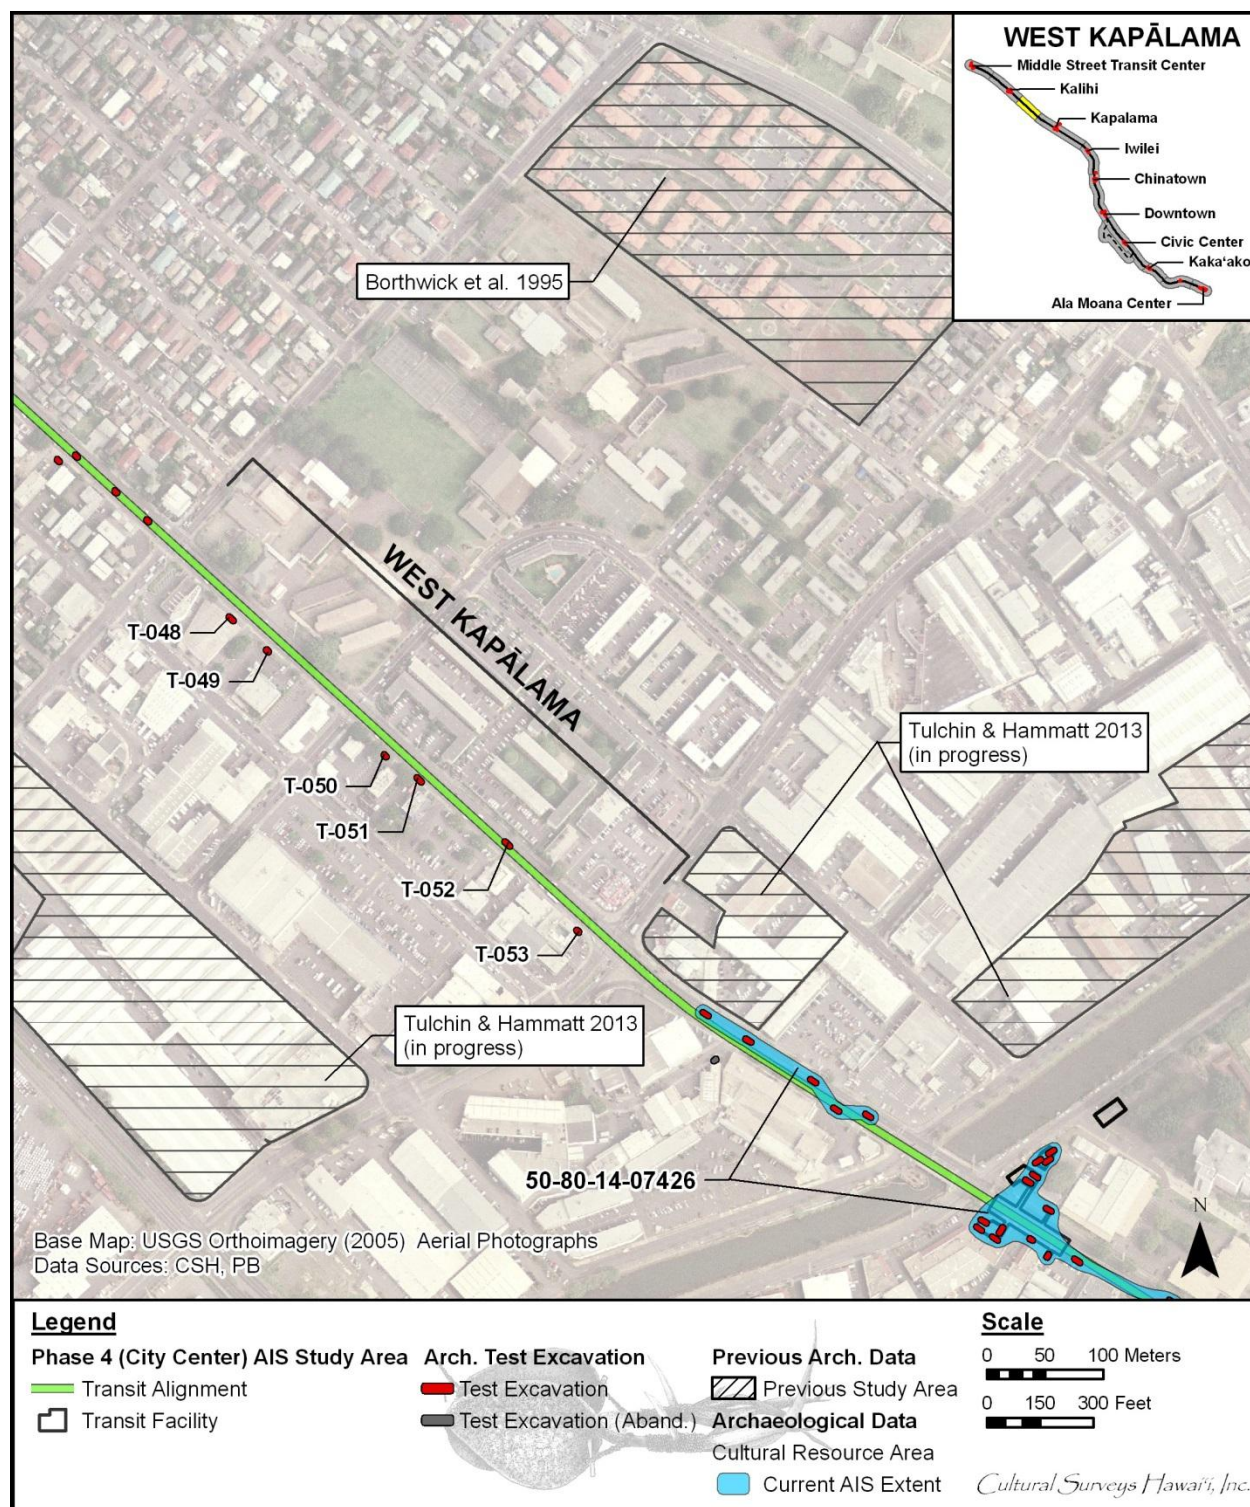 WEST KAPĀLAMA
Middle Street Transit Center
Kalihi
Kapalama
Iwilei
Chinatown
Downtown
Civic Center
Kaka‘ako
Ala Moana Center
Borthwick et al. 1995
WEST KAPĀLAMA
T-048
T-049
T-050
T-051
T-052
T-053
Tulchin & Hammatt 2013
(in progress)
Tulchin & Hammatt 2013
(in progress)
50-80-14-07426
N
Base Map: USGS Orthoimagery (2005) Aerial Photographs
Data Sources: CSH, PB
Legend
Phase 4 (City Center) AIS Study Area
Transit Alignment
Transit Facility
Arch. Test Excavation
Test Excavation
Test Excavation (Aband.)
Previous Arch. Data
Previous Study Area
Archaeological Data
Cultural Resource Area
Current AIS Extent
Scale
0 50 100 Meters
0 150 300 Feet
Cultural Surveys Hawai‘i, Inc.